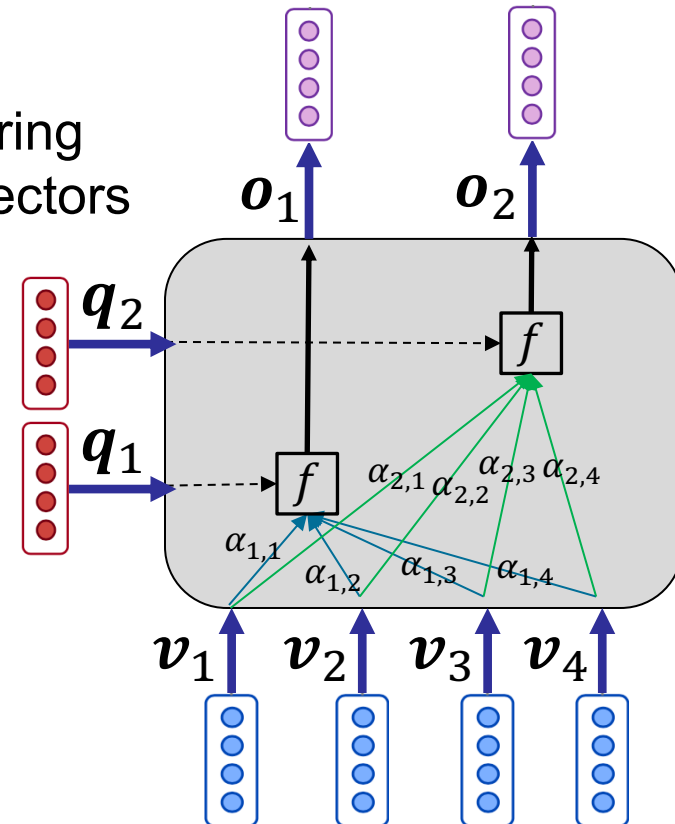 ring
ectors
o₁
o₂
q₂
f
q₁
f
α₂,₁
α₂,₂
α₂,₃
α₂,₄
α₁,₁
α₁,₂
α₁,₃
α₁,₄
v₁ v₂ v₃ v₄